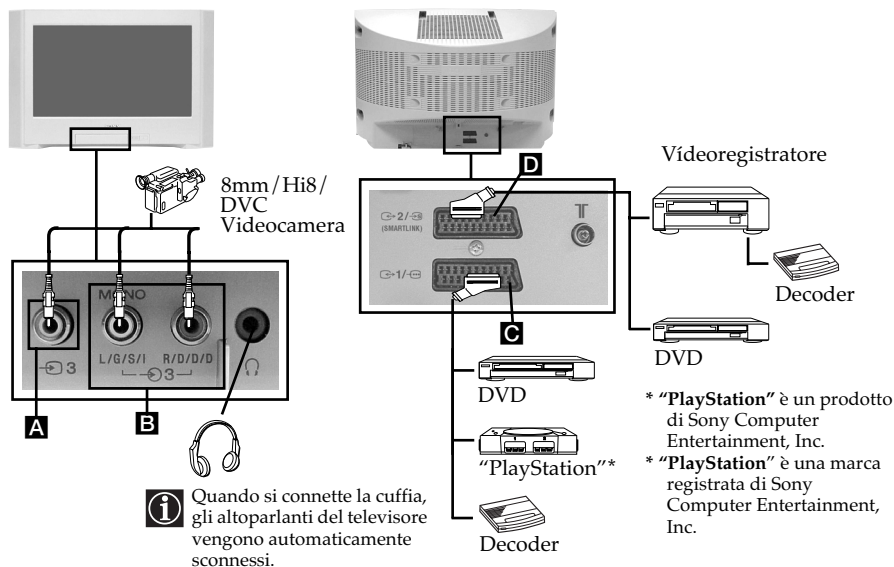 8mm/Hi8/
DVC
Videocamera
MONO
L/G/S/I R/D/D/D
3
3
A
B
Quando si connette la cuffia,
gli altoparlanti del televisore
vengono automaticamente
sconnessi.
D
2/
(SMARTLINK)
1/
C
DVD
"PlayStation"*
Decoder
Vídeoregistratore
Decoder
DVD
* "PlayStation" è un prodotto
di Sony Computer
Entertainment, Inc.
* "PlayStation" è una marca
registrata di Sony
Computer Entertainment,
Inc.